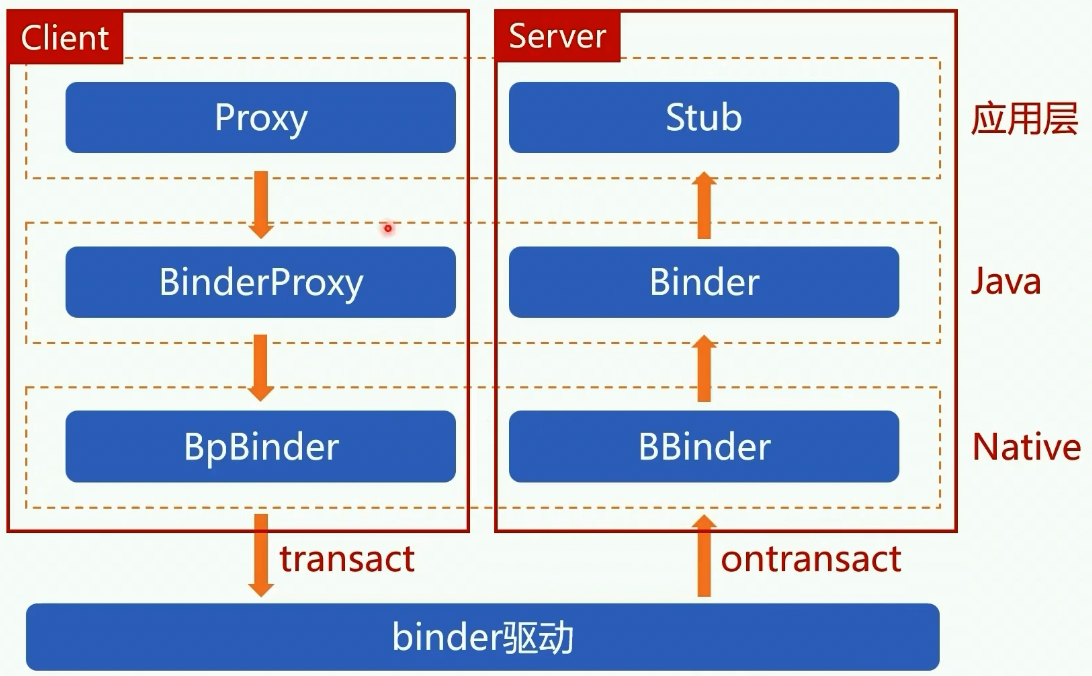 Client
Server
Proxy
Stub
应用层
BinderProxy
Binder
Java
BpBinder
BBinder
Native
transact
ontransact
binder驱动